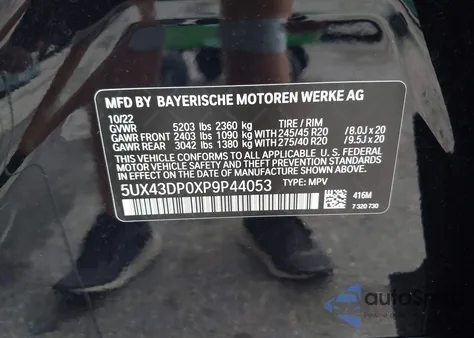 MFD BY BAYERISCHE MOTOREN WERKE AG
10/22
GVWR 5203 lbs 2360 kg TIRE / RIM
GAWR FRONT 2403 lbs 1090 kg WITH 245/45 R20 / 8.0J x 20
GAWR REAR 3042 lbs 1380 kg WITH 275/40 R20 / 9.5J x 20
THIS VEHICLE CONFORMS TO ALL APPLICABLE U.S. FEDERAL
MOTOR VEHICLE SAFETY AND THEFT PREVENTION STANDARDS
IN EFFECT ON THE DATE OF MANUFACTURE SHOWN ABOVE.
5UX43DP0XP9P44053 TYPE: MPV
416M
7 320 730